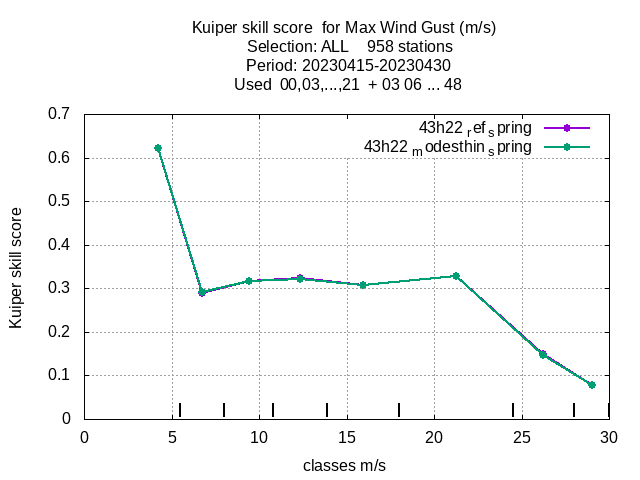 Kuiper skill score  for Max Wind Gust (m/s)
Selection: ALL    958 stations
Period: 20230415-20230430
Used  00,03,...,21  + 03 06 ... 48
43h22 ref spring
43h22 modesthin spring
Kuiper skill score
0.7
0.6
0.5
0.4
0.3
0.2
0.1
0
0 5 10 15 20 25 30
classes m/s